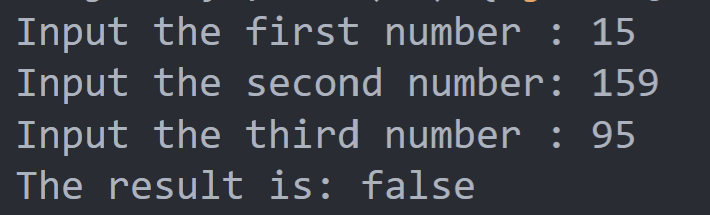 Input the first number : 15
Input the second number: 159
Input the third number : 95
The result is: false